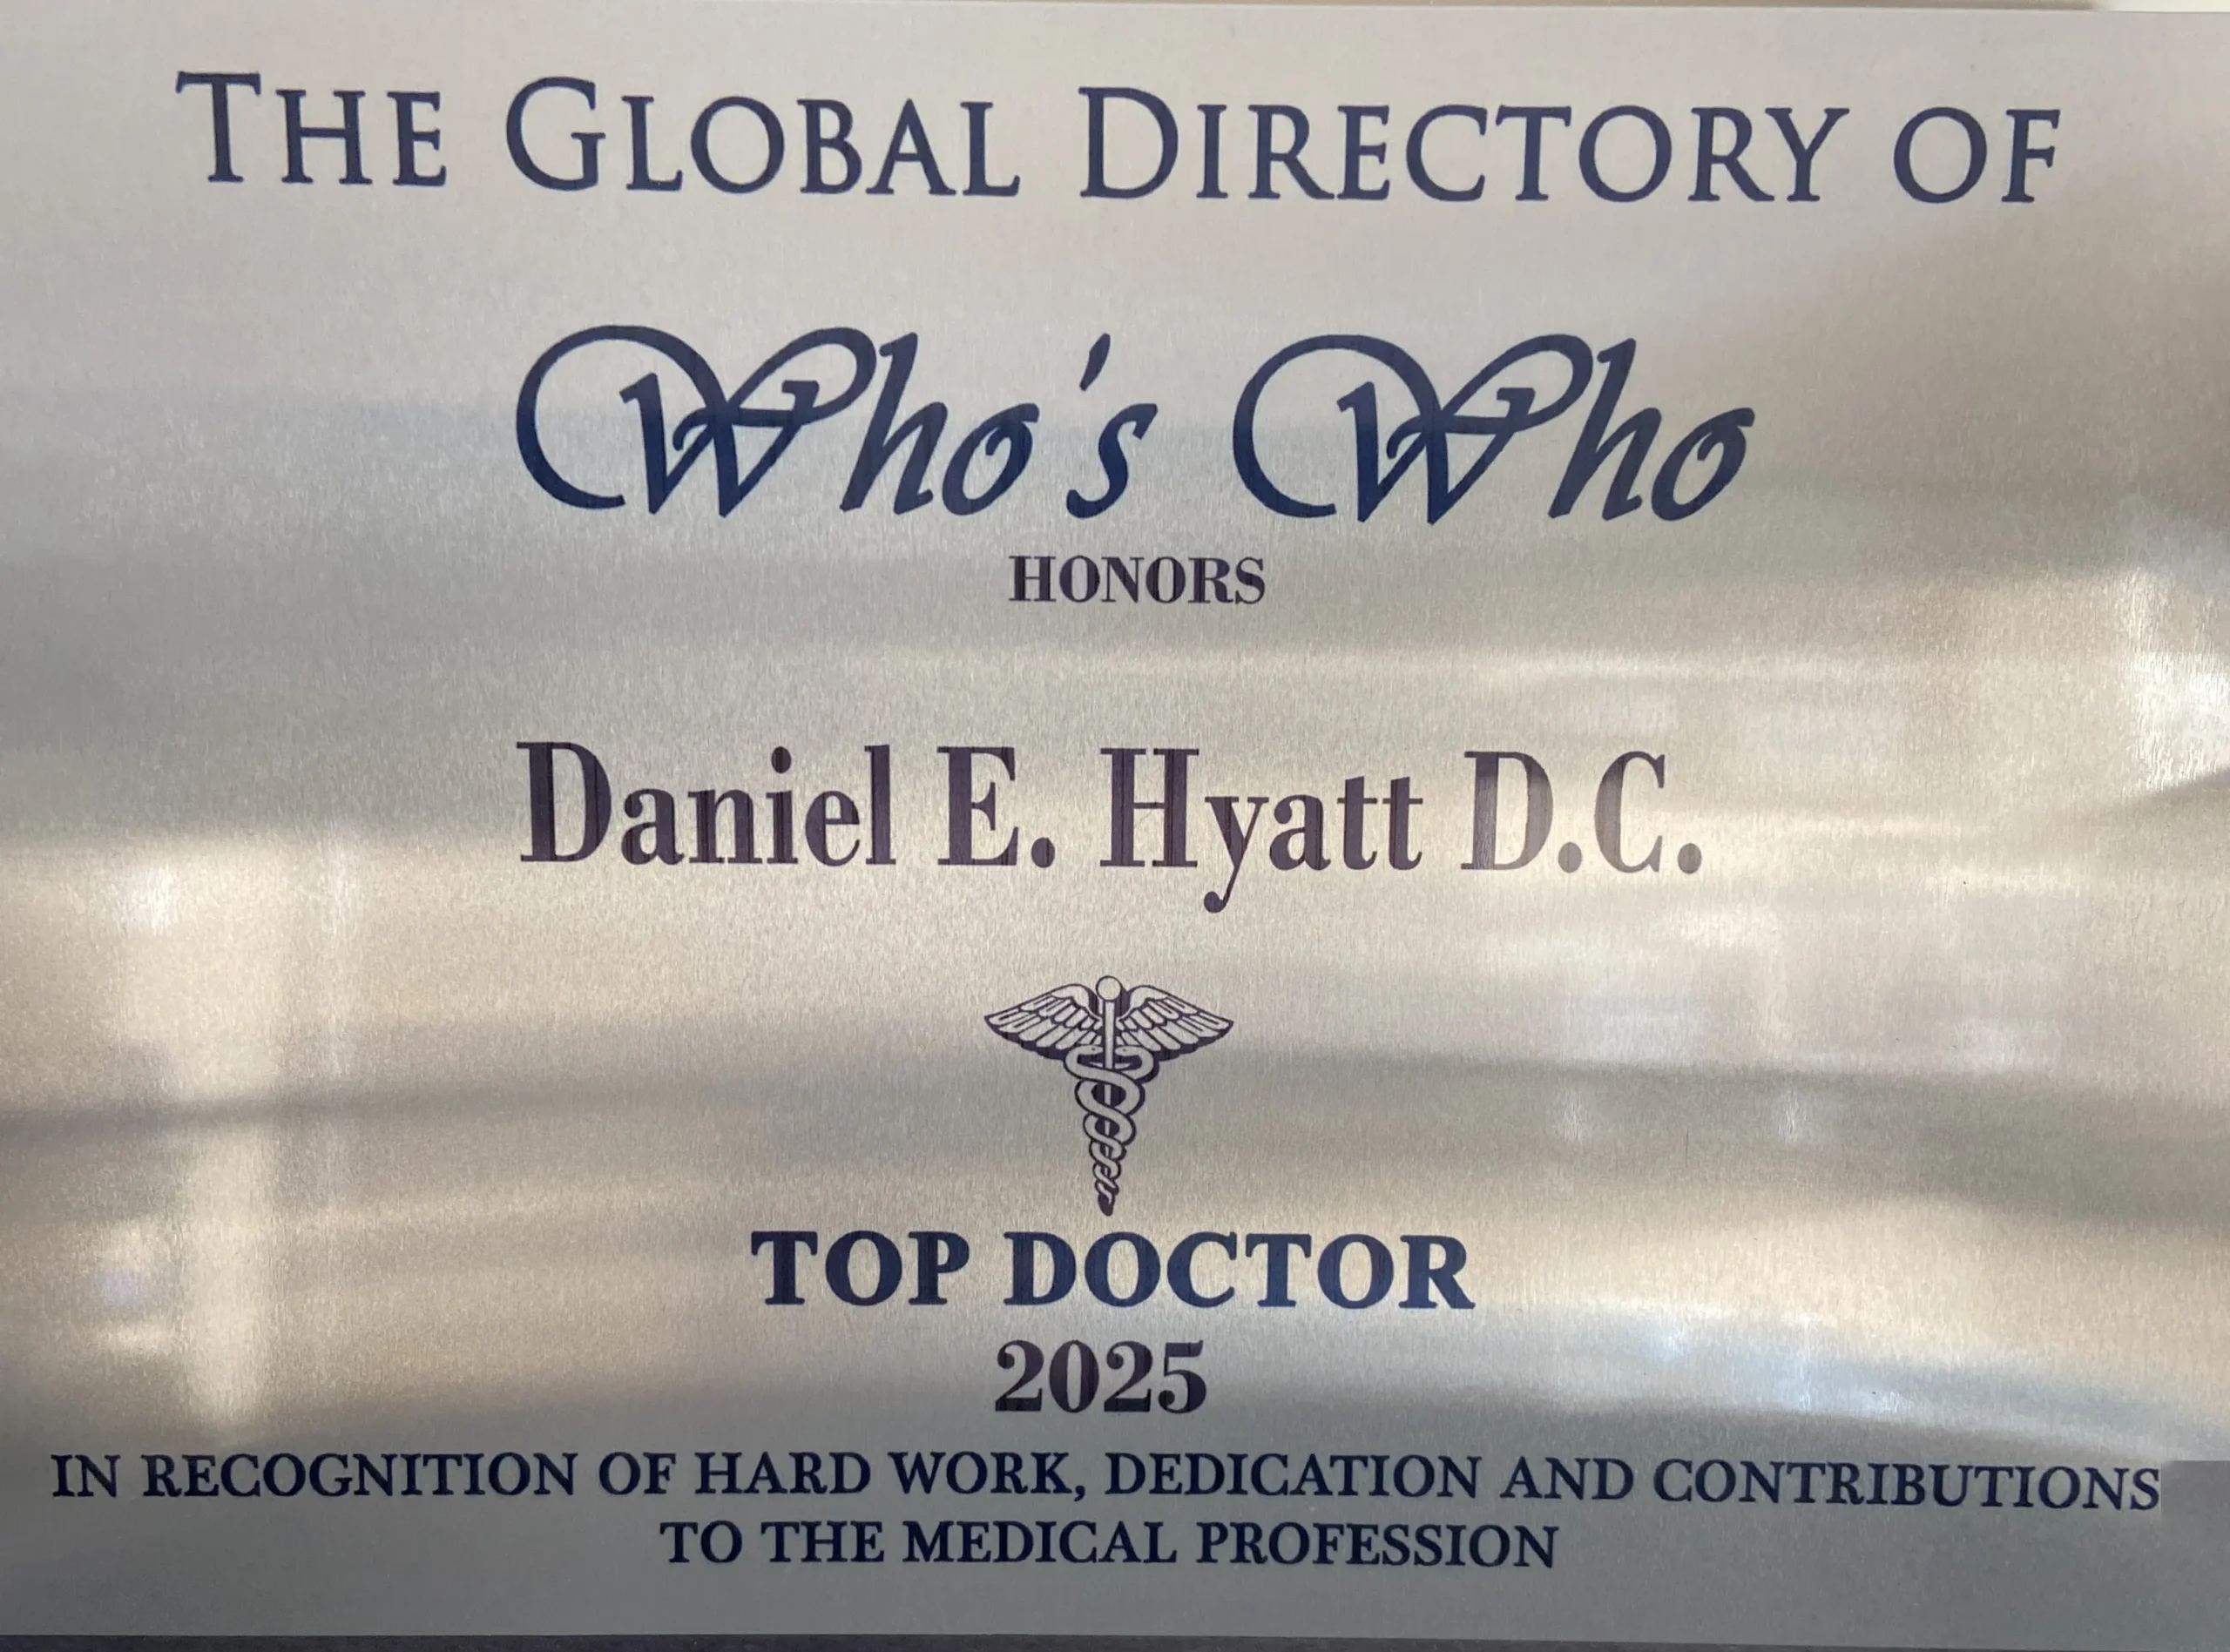 THE GLOBAL DIRECTORY OF
Who's Who
HONORS
Daniel E. Hyatt D.C.
TOP DOCTOR
2025
IN RECOGNITION OF HARD WORK, DEDICATION AND CONTRIBUTIONS
TO THE MEDICAL PROFESSION